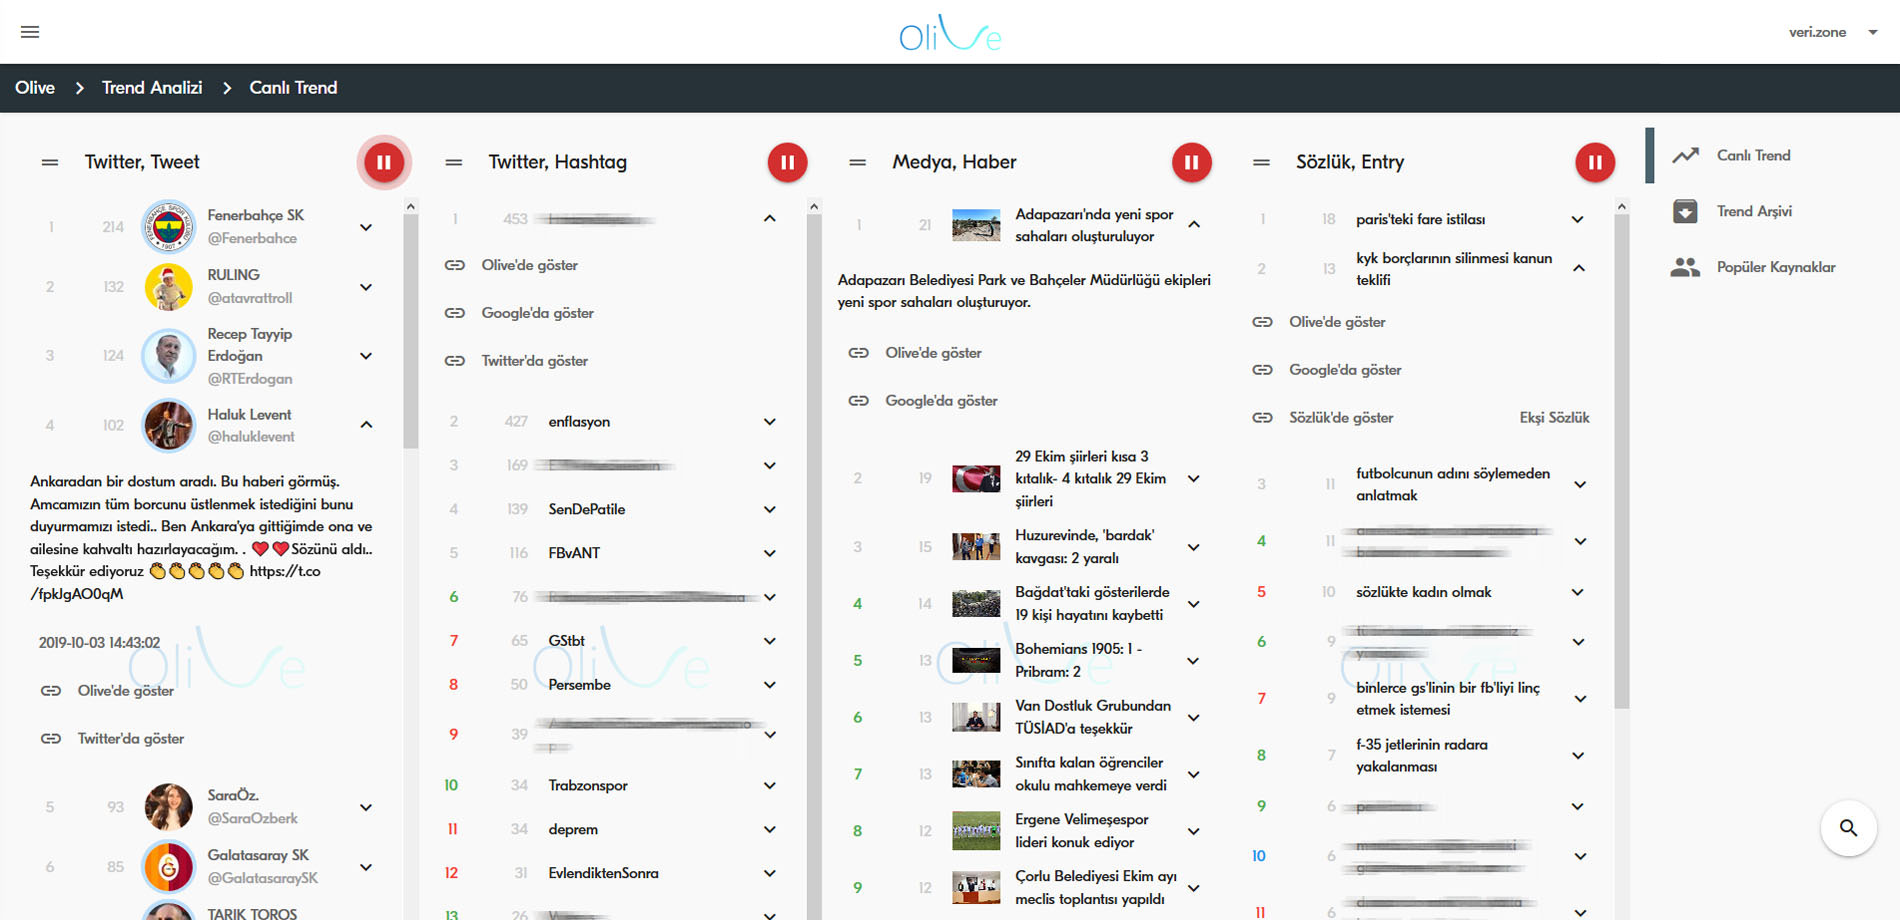 Olive
veri.zone
Olive > Trend Analizi > Canlı Trend
Twitter, Tweet
1 214 Fenerbahçe SK
@Fenerbahce
2 132 RULING
@atavrattroll
3 124 Recep Tayyip
Erdoğan
@RTErdogan
4 102 Haluk Levent
@haluklevent
Ankaradan bir dostum aradı. Bu haberi görmüş.
Amcamızın tüm borcunu üstlenmek istediğini bunu
duyurmamızı istedi.. Ben Ankara'ya gittiğimde ona ve
ailesine kahvaltı hazırlayacağım. . ❤️❤️Sözünü aldı..
Teşekkür ediyoruz 👏👏👏👏👏 https://t.co
/fpkJgAO0qM
2019-10-03 14:43:02
Olive
Olive'de göster
Twitter'da göster
5 93 SaraÖz.
@SaraOzberk
6 85 Galatasaray SK
@GalatasaraySK
TARIK TOROS
Twitter, Hashtag
1 453
Olive'de göster
Google'da göster
Twitter'da göster
2 427 enflasyon
3 169
4 139 SenDePatile
5 116 FBvANT
6 76
7 65 GStbt
Olive
8 50 Persembe
9 39
10 34 Trabzonspor
11 34 deprem
12 31 EvlendiktenSonra
13 26
Medya, Haber
1 21 Adapazarı'nda yeni spor
sahaları oluşturuluyor
Adapazarı Belediyesi Park ve Bahçeler Müdürlüğü ekipleri
yeni spor sahaları oluşturuyor.
Olive'de göster
Google'da göster
2 19 29 Ekim şiirleri kısa 3
kıtalık- 4 kıtalık 29 Ekim
şiirleri
3 15 Huzurevinde, 'bardak'
kavgası: 2 yaralı
4 14 Bağdat'taki gösterilerde
19 kişi hayatını kaybetti
Olive
5 13 Bohemians 1905: 1 -
Pribram: 2
6 13 Van Dostluk Grubundan
TÜSİAD'a teşekkür
7 13 Sınıfta kalan öğrenciler
okulu mahkemeye verdi
8 12 Ergene Velimeşespor
lideri konuk ediyor
9 12 Çorlu Belediyesi Ekim ayı
meclis toplantısı yapıldı
Sözlük, Entry
1 18 paris'teki fare istilası
2 13 kyk borçlarının silinmesi kanun
teklifi
Olive'de göster
Google'da göster
Sözlük'de göster Ekşi Sözlük
3 11 futbolcunun adını söylemeden
anlatmak
4 11
5 10 sözlükte kadın olmak
6 9
Olive
7 9 binlerce gs'linin bir fb'liyi linç
etmek istemesi
8 7 f-35 jetlerinin radara
yakalanması
9 6
10 6
11 6
Canlı Trend
Trend Arşivi
Popüler Kaynaklar